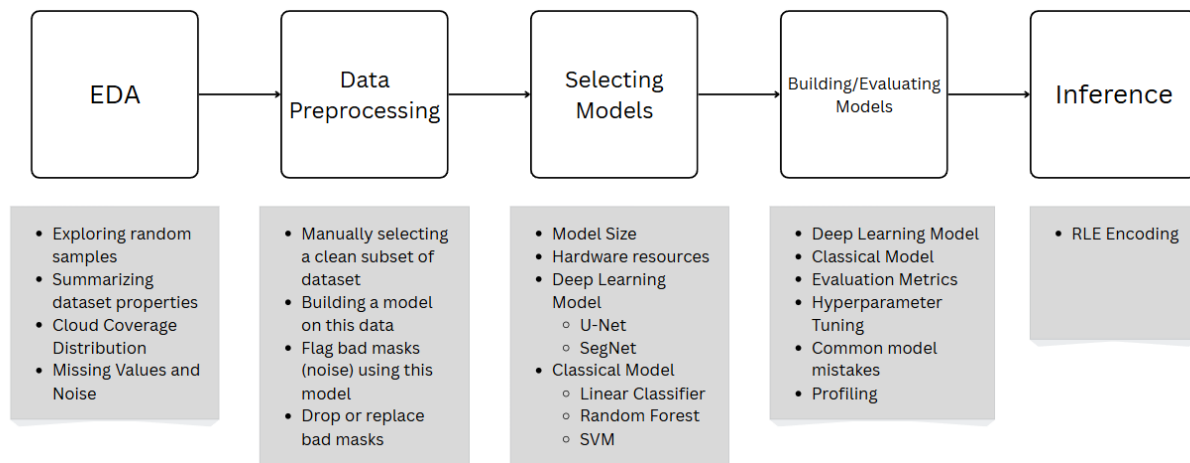 EDA
Data
Preprocessing
Selecting
Models
Building/Evaluating
Models
Inference
• Exploring random
samples
• Summarizing
dataset properties
• Cloud Coverage
Distribution
• Missing Values and
Noise
• Manually selecting
a clean subset of
dataset
• Building a model
on this data
• Flag bad masks
(noise) using this
model
• Drop or replace
bad masks
• Model Size
• Hardware resources
• Deep Learning
Model
◦ U-Net
◦ SegNet
• Classical Model
◦ Linear Classifier
◦ Random Forest
◦ SVM
• Deep Learning Model
• Classical Model
• Evaluation Metrics
• Hyperparameter
Tuning
• Common model
mistakes
• Profiling
• RLE Encoding